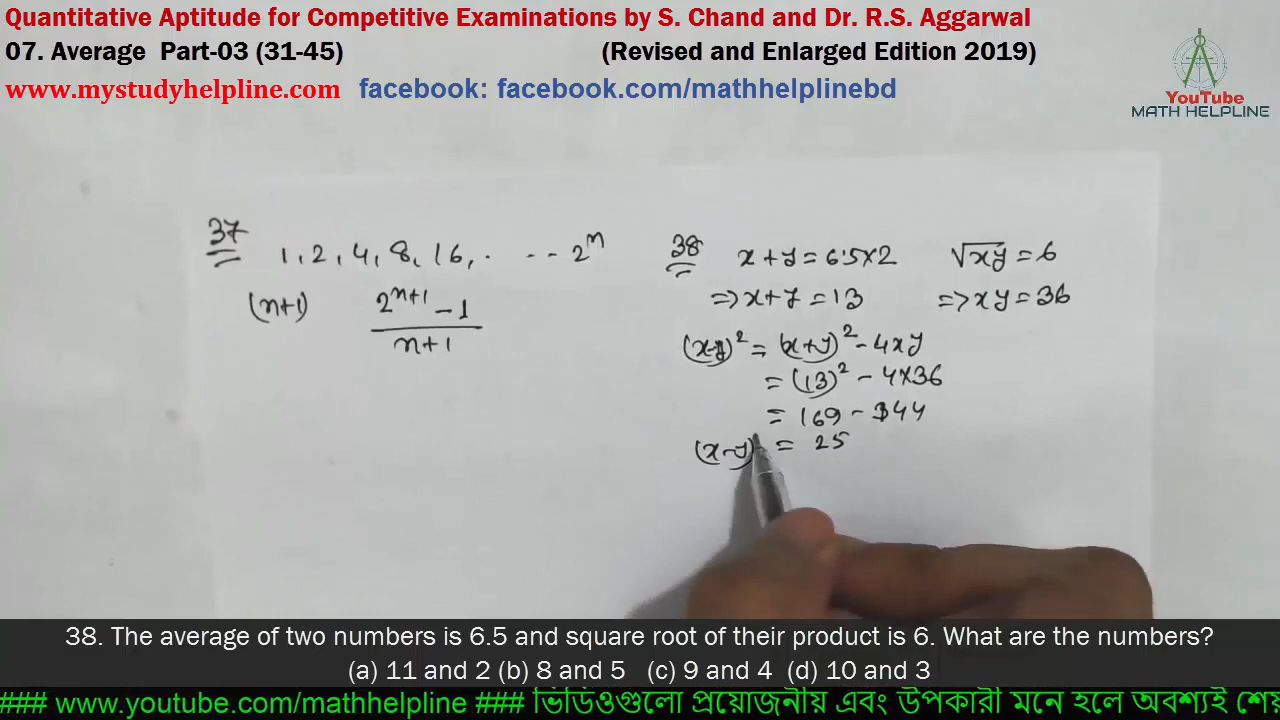 Quantitative Aptitude for Competitive Examinations by S. Chand and Dr. R.S. Aggarwal
07. Average Part-03 (31-45) (Revised and Enlarged Edition 2019)
www.mystudyhelpline.com facebook: facebook.com/mathhelplinebd
YouTube
MATH HELPLINE
37
1, 2, 4, 8, 16, . . . . 2ⁿ
(n+1) 2ⁿ⁺¹ - 1
n+1
38 x + y = 6.5×2 √xy = 6
⇒ x + y = 13 ⇒ xy = 36
(x-y)² = (x+y)² - 4xy
= (13)² - 4×36
= 169 - 144
(x-y) = 25
38. The average of two numbers is 6.5 and square root of their product is 6. What are the numbers?
(a) 11 and 2 (b) 8 and 5 (c) 9 and 4 (d) 10 and 3
### www.youtube.com/mathhelpline ### ভিডিওগুলো প্রয়োজনীয় এবং উপকারী মনে হলে অবশ্যই শেয়